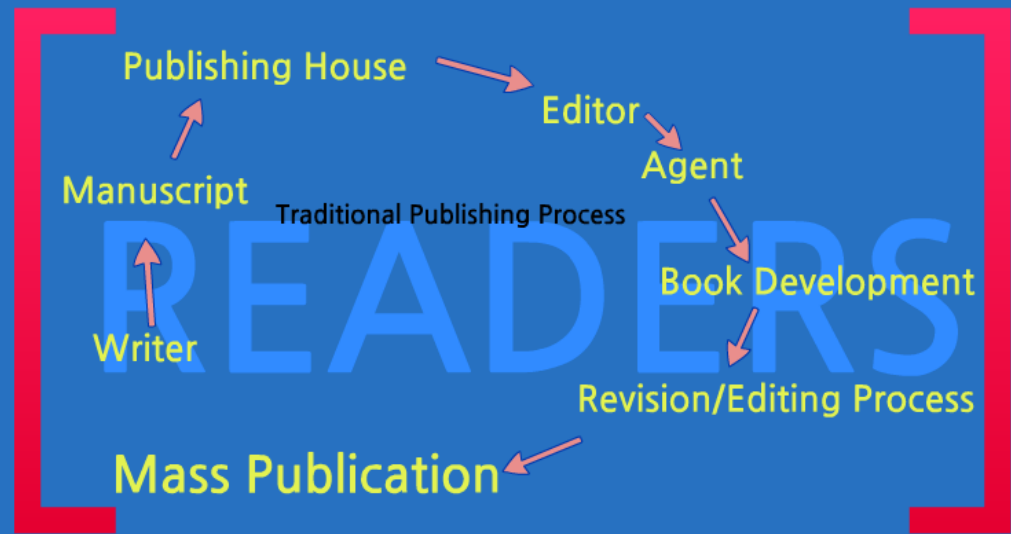 Publishing House
Editor
Agent
Manuscript
Traditional Publishing Process
READERS
Book Development
Writer
Revision/Editing Process
Mass Publication